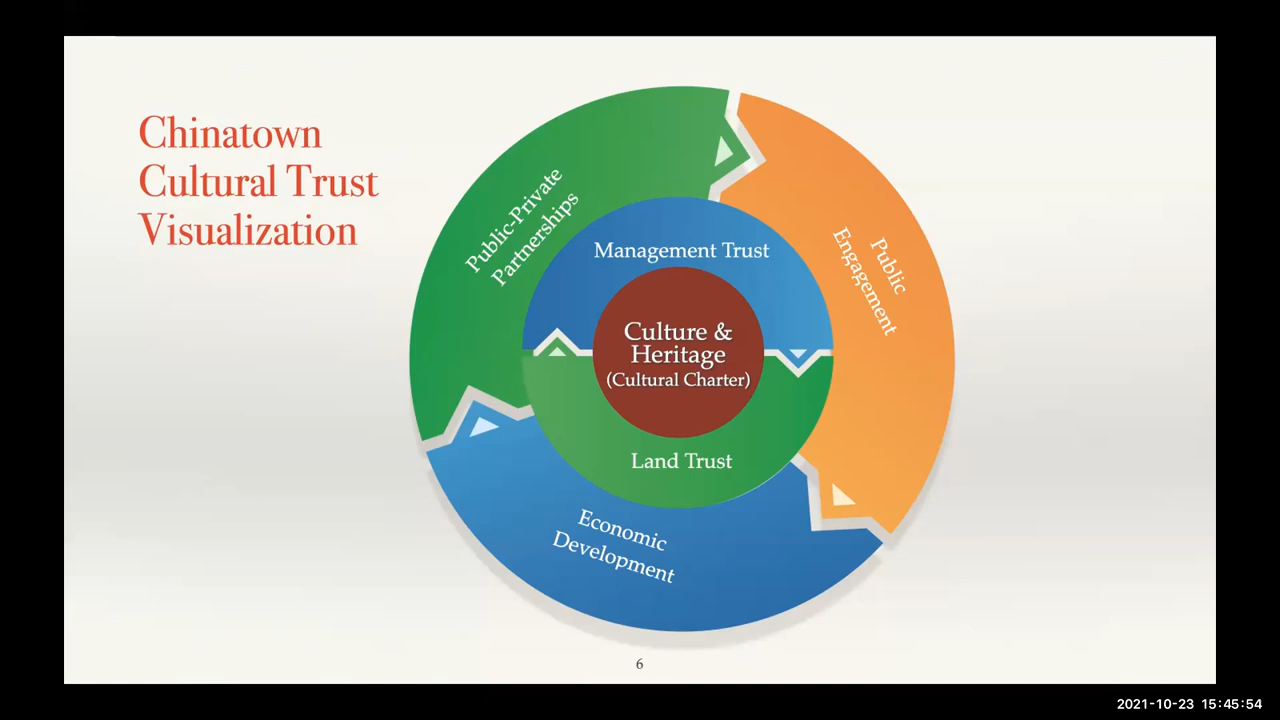 Chinatown
Cultural Trust
Visualization
Public-Private
Partnerships
Public
Engagement
Management Trust
Culture &
Heritage
(Cultural Charter)
Land Trust
Economic
Development
6
2021-10-23 15:45:54